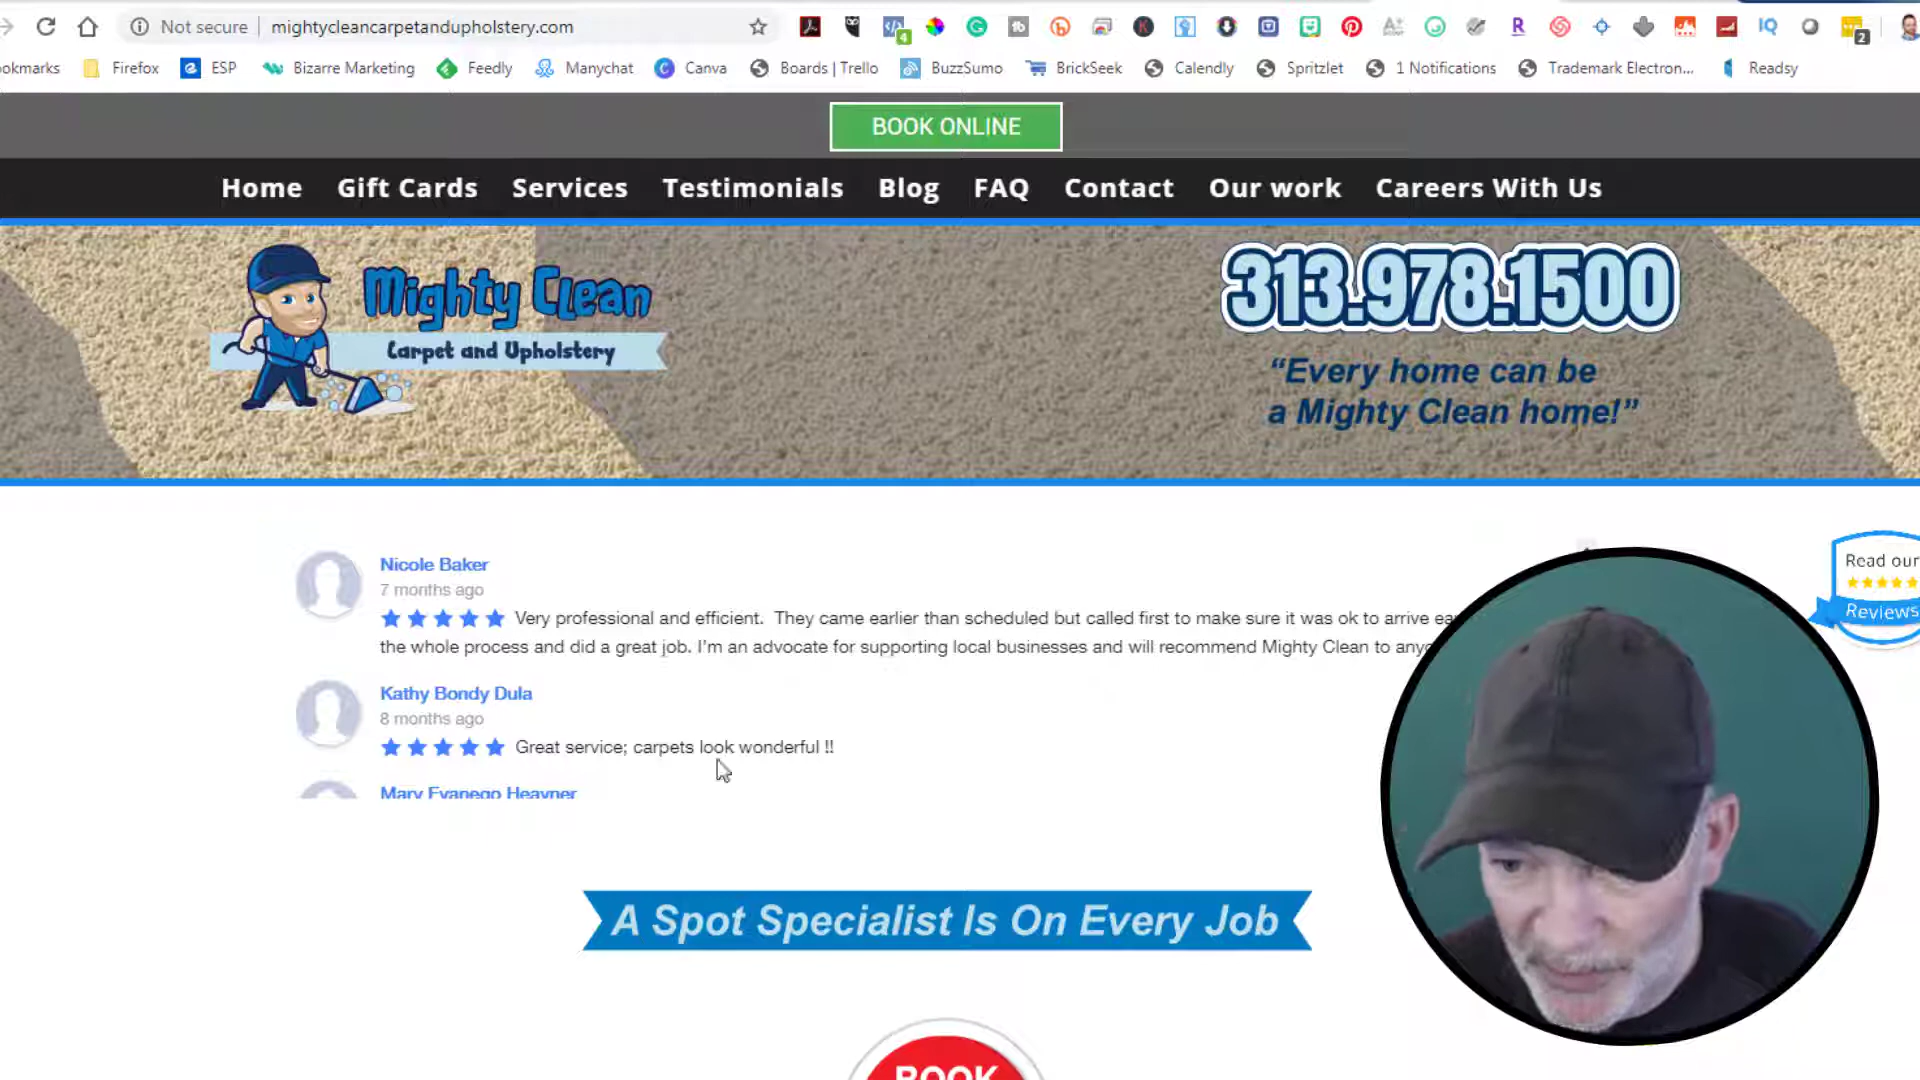 Not secure | mightycleancarpetandupholstery.com
4
IQ
2
ookmarks Firefox ESP Bizarre Marketing Feedly Manychat Canva Boards | Trello BuzzSumo BrickSeek Calendly Spritzlet 1 Notifications Trademark Electron... Readsy
BOOK ONLINE
Home Gift Cards Services Testimonials Blog FAQ Contact Our work Careers With Us
Mighty Clean
Carpet and Upholstery
313.978.1500
“Every home can be
a Mighty Clean home!”
Nicole Baker
7 months ago
Very professional and efficient. They came earlier than scheduled but called first to make sure it was ok to arrive
the whole process and did a great job. I'm an advocate for supporting local businesses and will recommend Mighty Clean to
Read our
Reviews
Kathy Bondy Dula
8 months ago
Great service; carpets look wonderful !!
Mary Evanego Heavner
A Spot Specialist Is On Every Job
BOOK